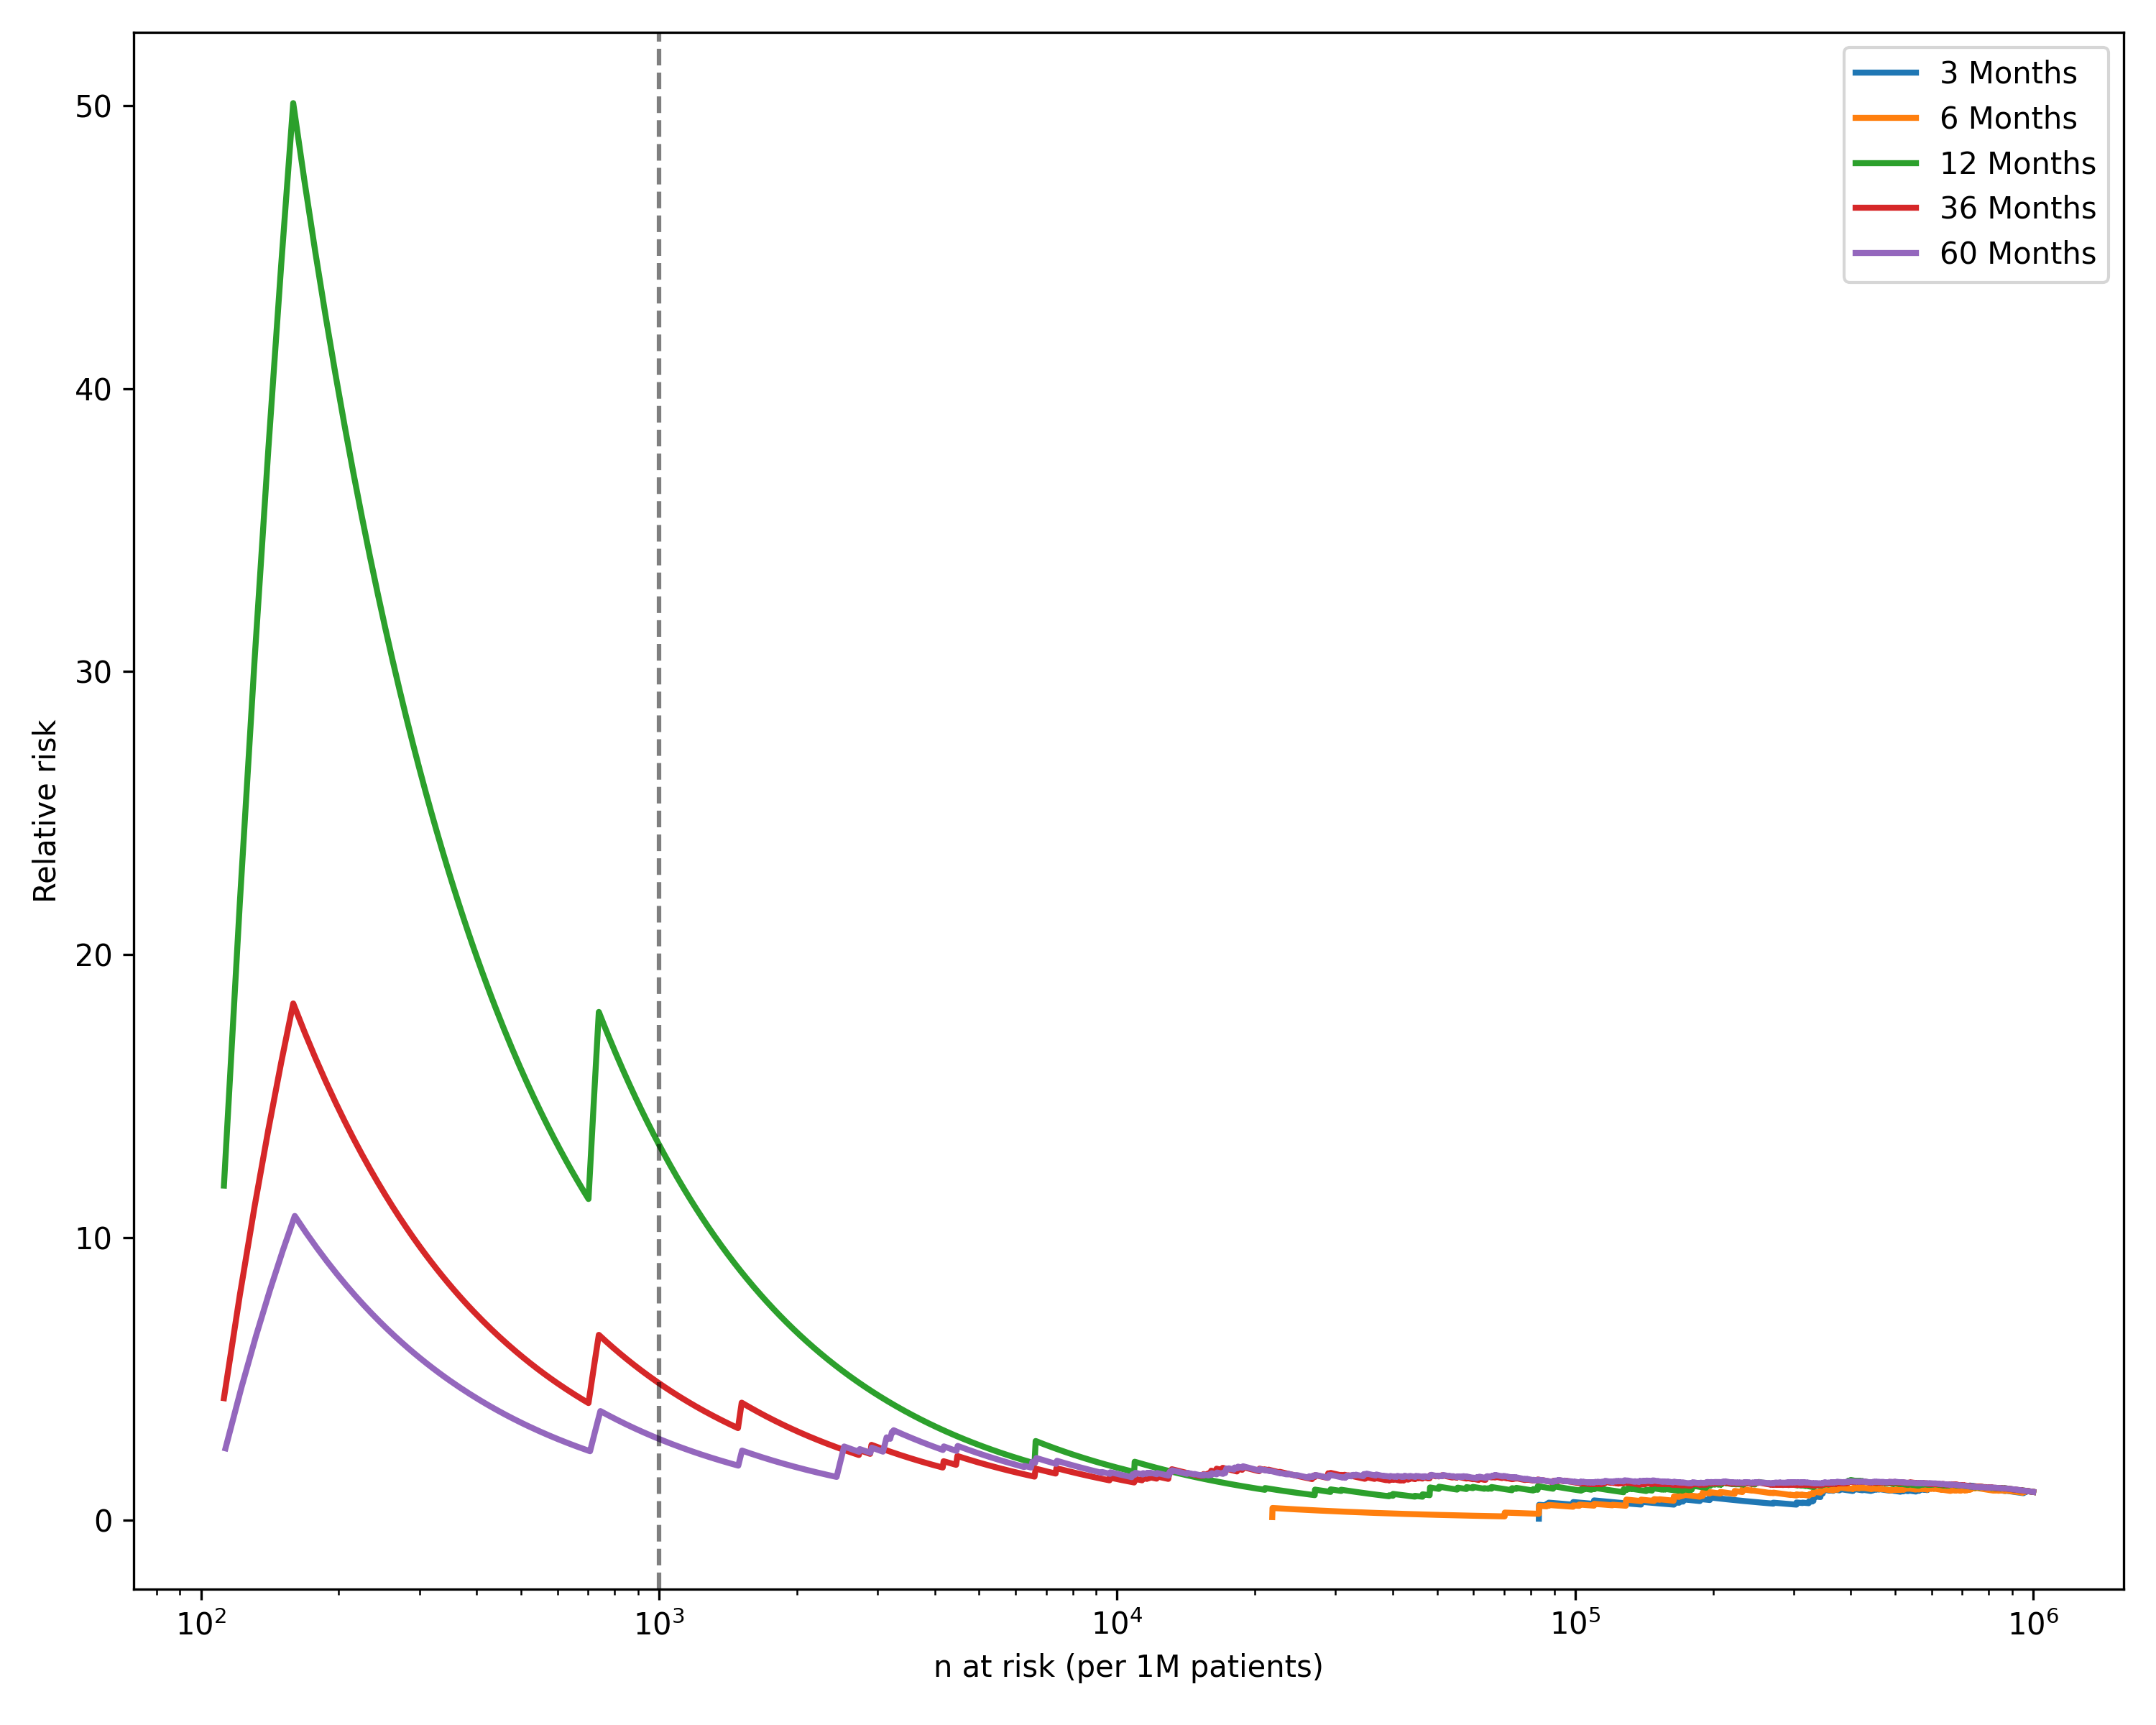 50
40
30
20
10
0
Relative risk
3 Months
6 Months
12 Months
36 Months
60 Months
10² 10³ 10⁴ 10⁵ 10⁶
n at risk (per 1M patients)